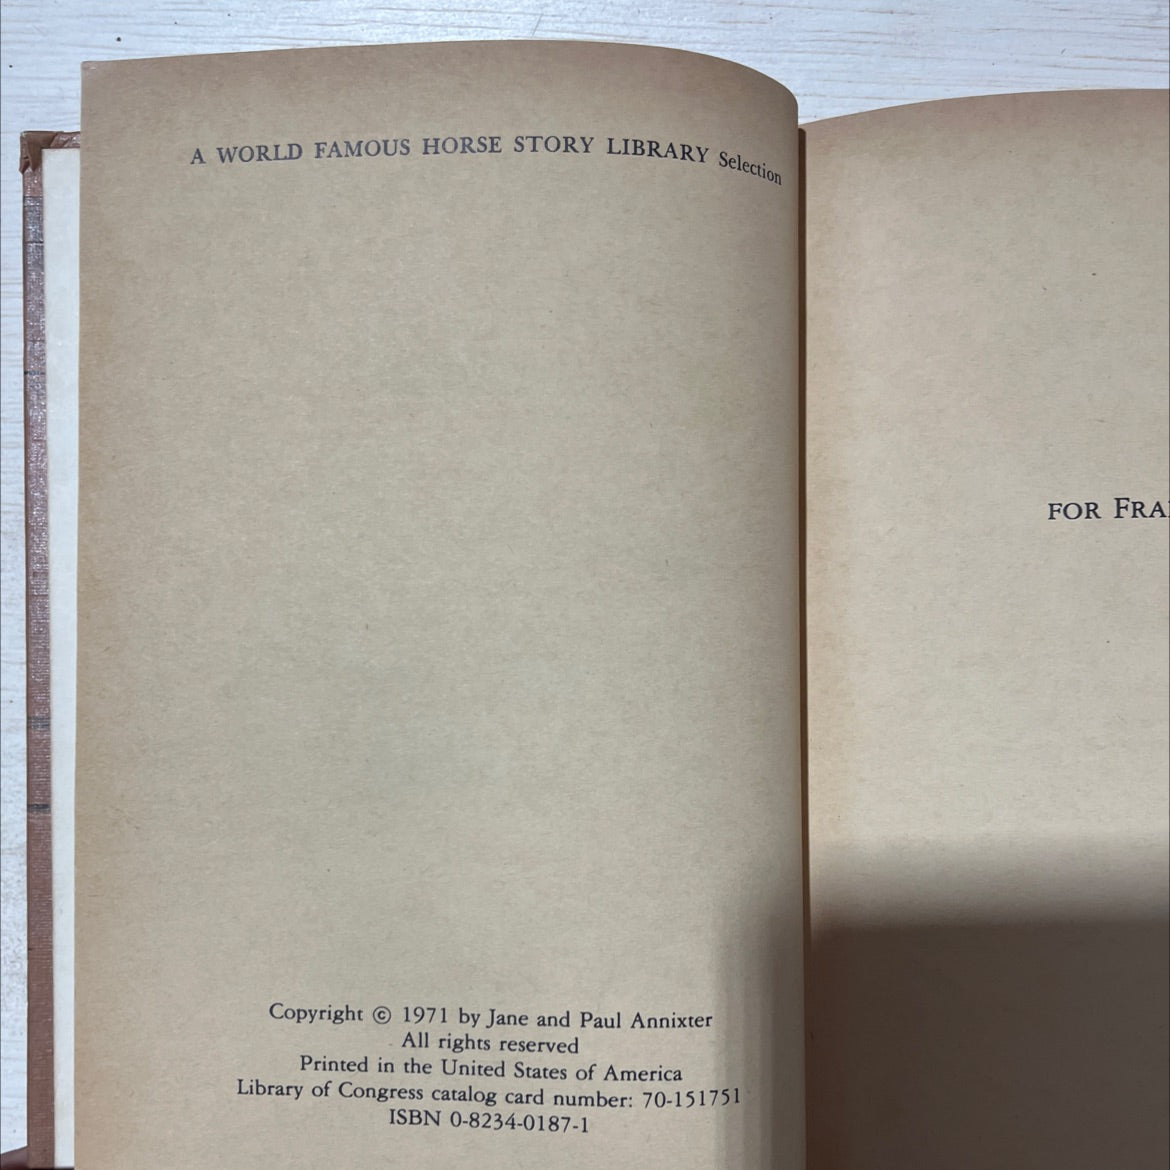 A WORLD FAMOUS HORSE STORY LIBRARY Selection
FOR
Copyright © 1971 by Jane and Paul Annixter
All rights reserved
Printed in the United States of America
Library of Congress catalog card number: 70-151751
ISBN 0-8234-0187-1